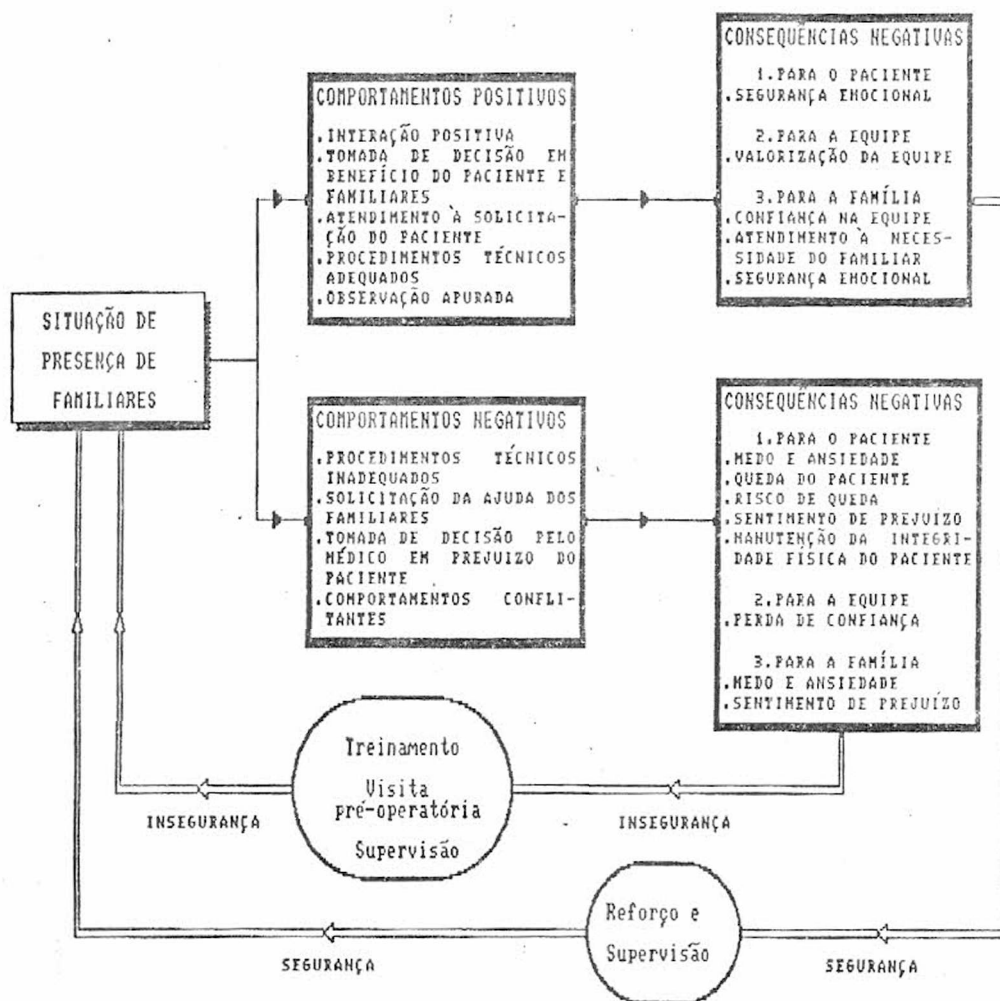 SITUAÇÃO DE
PRESENÇA DE
FAMILIARES
COMPORTAMENTOS POSITIVOS
.INTERAÇÃO POSITIVA
.TOMADA DE DECISÃO EM
BENEFÍCIO DO PACIENTE E
FAMILIARES
.ATENDIMENTO À SOLICITA-
ÇÃO DO PACIENTE
.PROCEDIMENTOS TÉCNICOS
ADEQUADOS
.OBSERVAÇÃO APURADA
CONSEQUÊNCIAS NEGATIVAS
1.PARA O PACIENTE
.SEGURANÇA EMOCIONAL
2.PARA A EQUIPE
.VALORIZAÇÃO DA EQUIPE
3.PARA A FAMÍLIA
.CONFIANÇA NA EQUIPE
.ATENDIMENTO À NECES-
SIDADE DO FAMILIAR
.SEGURANÇA EMOCIONAL
COMPORTAMENTOS NEGATIVOS
.PROCEDIMENTOS TÉCNICOS
INADEQUADOS
.SOLICITAÇÃO DA AJUDA DOS
FAMILIARES
.TOMADA DE DECISÃO PELO
MÉDICO EM PREJUIZO DO
PACIENTE
.COMPORTAMENTOS CONFLI-
TANTES
CONSEQUÊNCIAS NEGATIVAS
1.PARA O PACIENTE
.MEDO E ANSIEDADE
.QUEDA DO PACIENTE
.RISCO DE QUEDA
.SENTIMENTO DE PREJUÍZO
.MANUTENÇÃO DA INTEGRI-
DADE FÍSICA DO PACIENTE
2.PARA A EQUIPE
.PERDA DE CONFIANÇA
3.PARA A FAMÍLIA
.MEDO E ANSIEDADE
.SENTIMENTO DE PREJUÍZO
Treinamento
Visita
pré-operatória
Supervisão
INSEGURANÇA
INSEGURANÇA
Reforço e
Supervisão
SEGURANÇA
SEGURANÇA